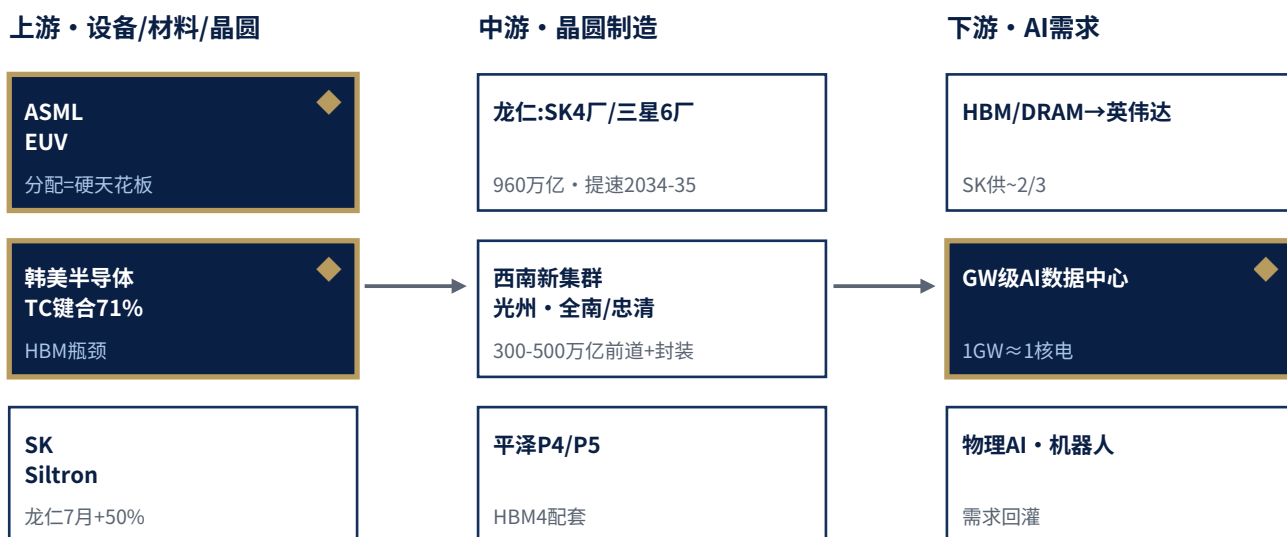 上游·设备/材料/晶圆
ASML
EUV
分配=硬天花板
韩美半导体
TC键合71%
HBM瓶颈
SK
Siltron
龙仁7月+50%
中游·晶圆制造
龙仁:SK4厂/三星6厂
960万亿·提速2034-35
西南新集群
光州·全南/忠清
300-500万亿前道+封装
平泽P4/P5
HBM4配套
下游·AI需求
HBM/DRAM→英伟达
SK供~2/3
GW级AI数据中心
1GW≈1核电
物理AI·机器人
需求回灌